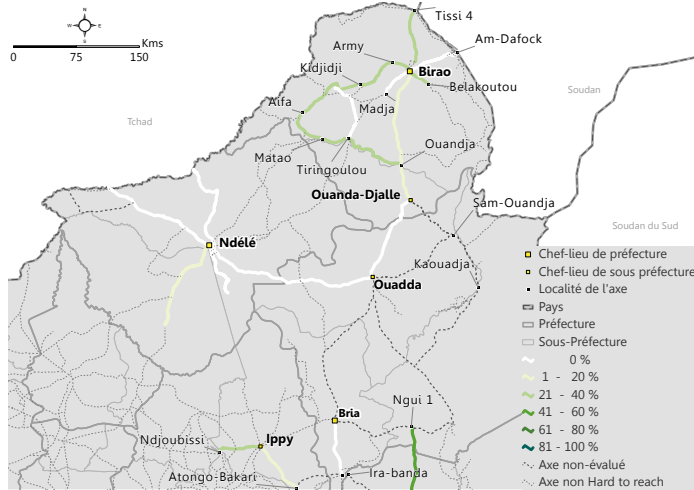 N
W E
S
Kms
0 75 150
Tissi 4
Am-Dafock
Army
Kidjidji
Birao
Belakoutou
Soudan
Aifa
Madja
Tchad
Matao
Tiringoulou
Ouandja
Ouanda-Djalle
Sam-Ouandja
Soudan du Sud
Ndélé
Kaouadja
Ouadda
Chef-lieu de préfecture
Chef-lieu de sous préfecture
Localité de l'axe
Pays
Préfecture
Sous-Préfecture
0 %
1 - 20 %
21 - 40 %
41 - 60 %
61 - 80 %
81 - 100 %
Axe non-évalué
Axe non Hard to reach
Ngui 1
Bria
Ndjoubissi
Ippy
Atongo-Bakari
Ira-banda